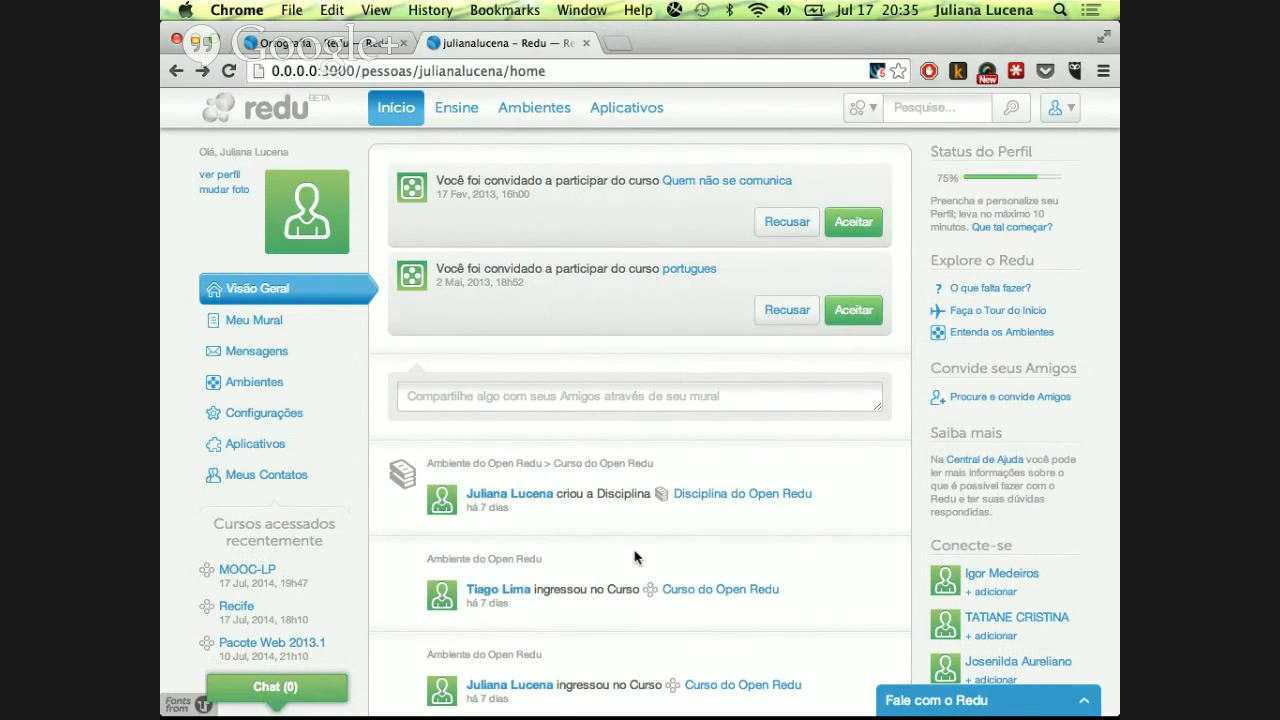 Chrome File Edit View History Bookmarks Window Help Jul 17 20:35 Juliana Lucena
Google+
Ortografia - Redu — Redu
julianalucena – Redu — Re
0.0.0.0:3000/pessoas/julianalucena/home
New
redu BETA
Início Ensine Ambientes Aplicativos
Pesquise...
Olá, Juliana Lucena
ver perfil
mudar foto
Visão Geral
Meu Mural
Mensagens
Ambientes
Configurações
Aplicativos
Meus Contatos
Cursos acessados
recentemente
MOOC-LP
17 Jul, 2014, 19h47
Recife
17 Jul, 2014, 18h10
Pacote Web 2013.1
10 Jul, 2014, 21h10
Chat (0)
Fonts
from
Você foi convidado a participar do curso Quem não se comunica
17 Fev, 2013, 16h00
Recusar Aceitar
Você foi convidado a participar do curso portugues
2 Mai, 2013, 18h52
Recusar Aceitar
Compartilhe algo com seus Amigos através de seu mural
Ambiente do Open Redu > Curso do Open Redu
Juliana Lucena criou a Disciplina Disciplina do Open Redu
há 7 dias
Ambiente do Open Redu
Tiago Lima ingressou no Curso Curso do Open Redu
há 7 dias
Ambiente do Open Redu
Juliana Lucena ingressou no Curso Curso do Open Redu
há 7 dias
Status do Perfil
75%
Preencha e personalize seu
Perfil; leva no máximo 10
minutos. Que tal começar?
Explore o Redu
? O que falta fazer?
Faça o Tour do Início
Entenda os Ambientes
Convide seus Amigos
Procure e convide Amigos
Saiba mais
Na Central de Ajuda você pode
ler mais informações sobre o
que é possível fazer com o
Redu e ter suas dúvidas
respondidas.
Conecte-se
Igor Medeiros
+ adicionar
TATIANE CRISTINA
+ adicionar
Josenilda Aureliano
+ adicionar
Fale com o Redu